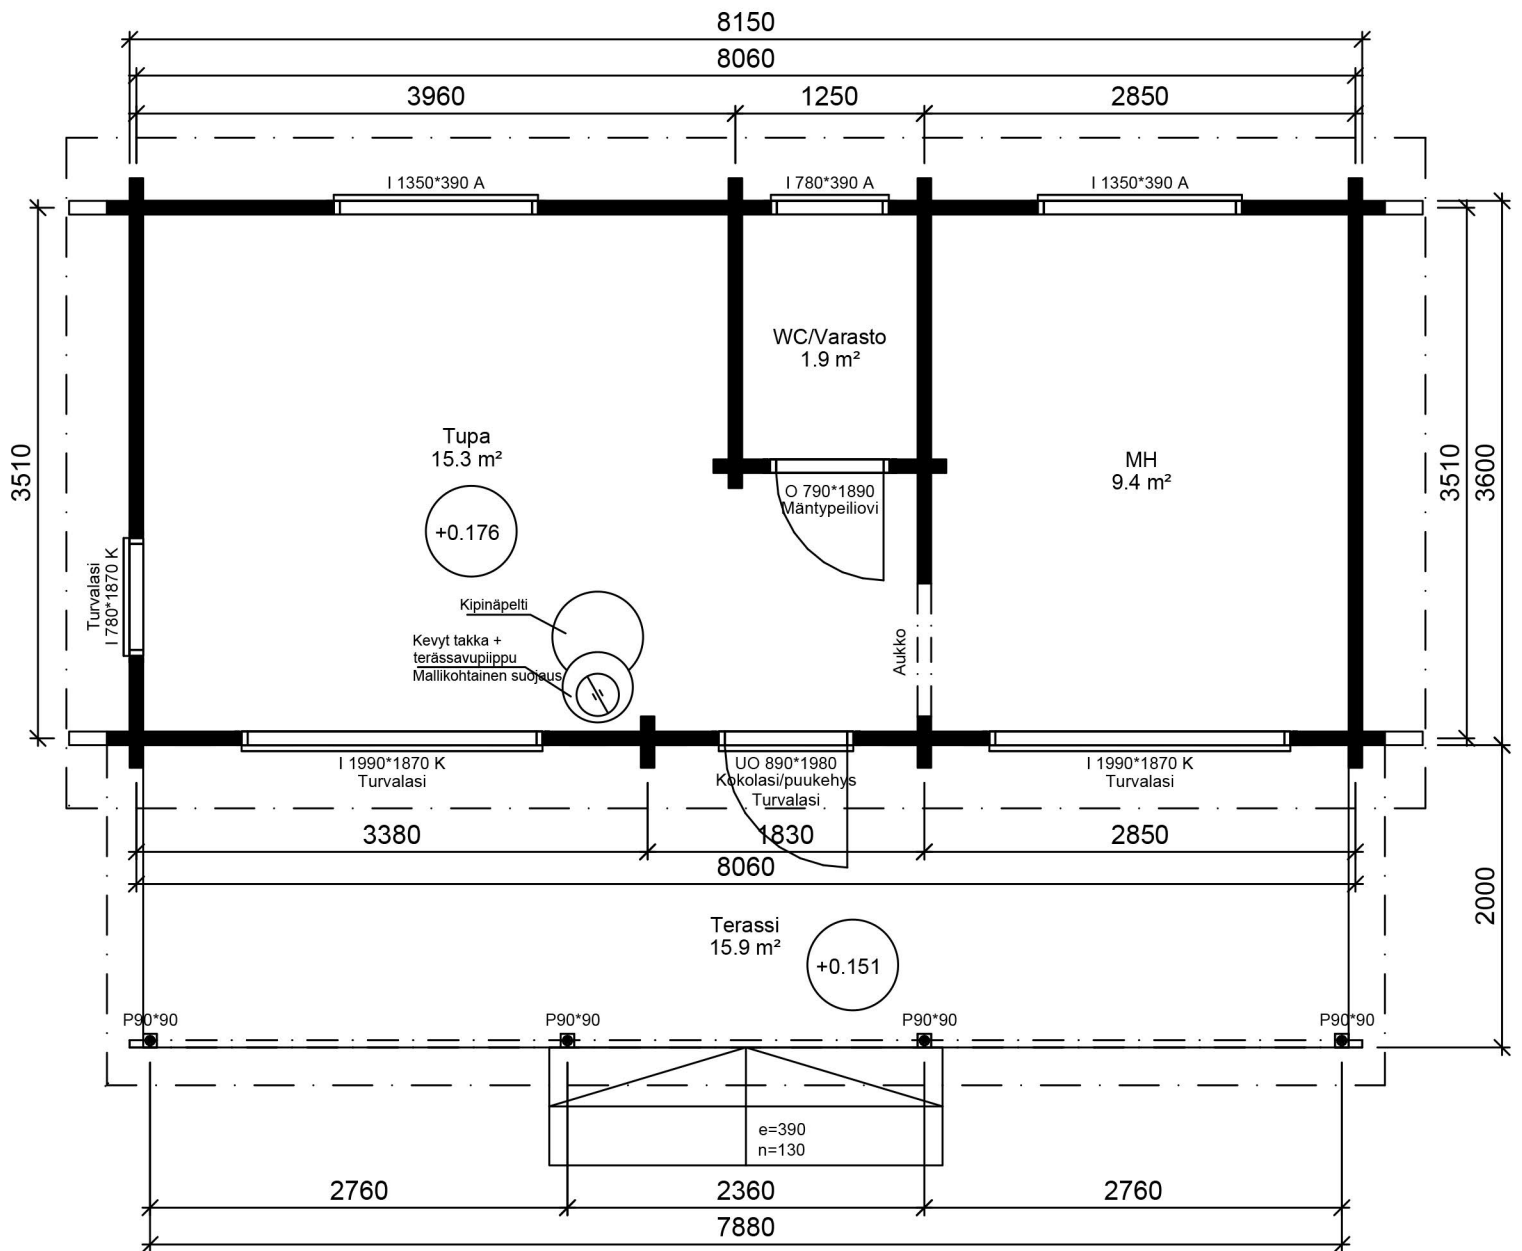 8150
8060
3960
1250
2850
I 1350*390 A
I 780*390 A
I 1350*390 A
WC/Varasto
1.9 m²
Tupa
15.3 m²
MH
9.4 m²
3510
3510
3600
O 790*1890
Mäntypeiliovi
+0.176
Turvalasi
I 780*1870 K
Kipinäpelti
Kevyt takka +
terässavupiippu
Mallikohtainen suojaus
Aukko
I 1990*1870 K
Turvalasi
UO 890*1980
Kokolasi/puukehys
Turvalasi
I 1990*1870 K
Turvalasi
3380
1830
2850
8060
2000
Terassi
15.9 m²
+0.151
P90*90
P90*90
P90*90
P90*90
e=390
n=130
2760
2360
2760
7880